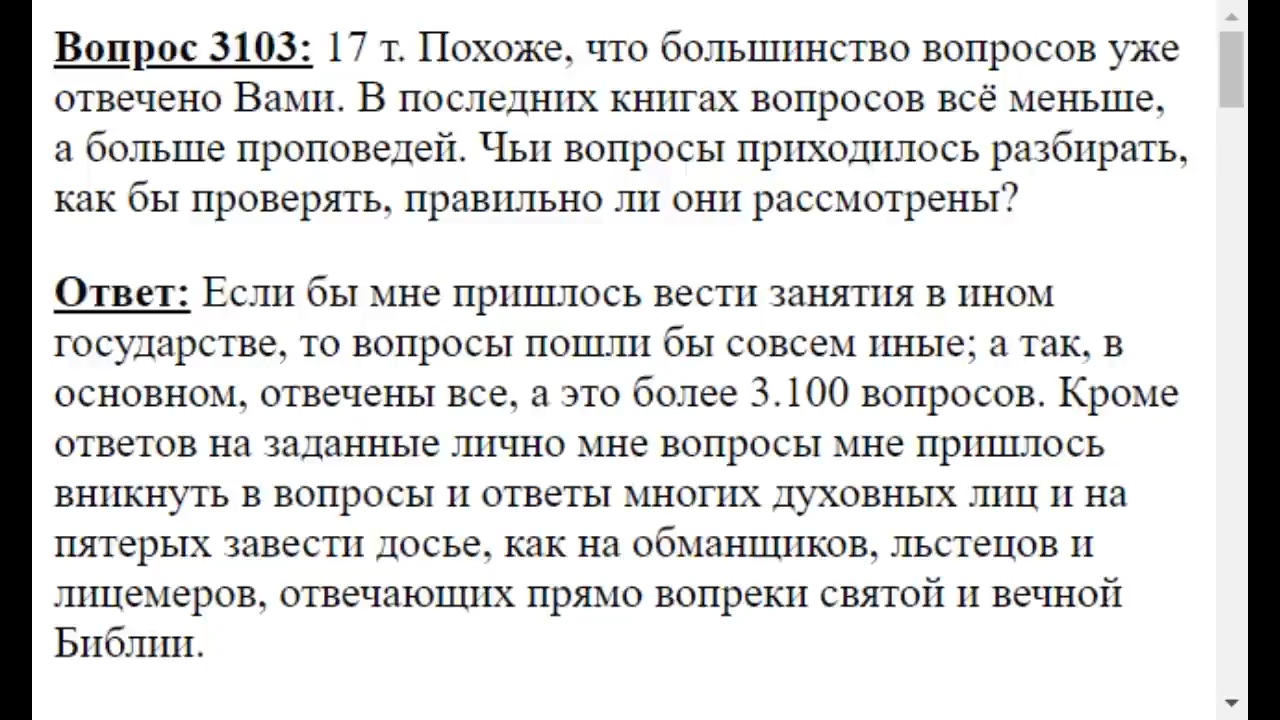 Вопрос 3103: 17 т. Похоже, что большинство вопросов уже
отвечено Вами. В последних книгах вопросов всё меньше,
а больше проповедей. Чьи вопросы приходилось разбирать,
как бы проверять, правильно ли они рассмотрены?
Ответ: Если бы мне пришлось вести занятия в ином
государстве, то вопросы пошли бы совсем иные; а так, в
основном, отвечены все, а это более 3.100 вопросов. Кроме
ответов на заданные лично мне вопросы мне пришлось
вникнуть в вопросы и ответы многих духовных лиц и на
пятерых завести досье, как на обманщиков, льстецов и
лицемеров, отвечающих прямо вопреки святой и вечной
Библии.